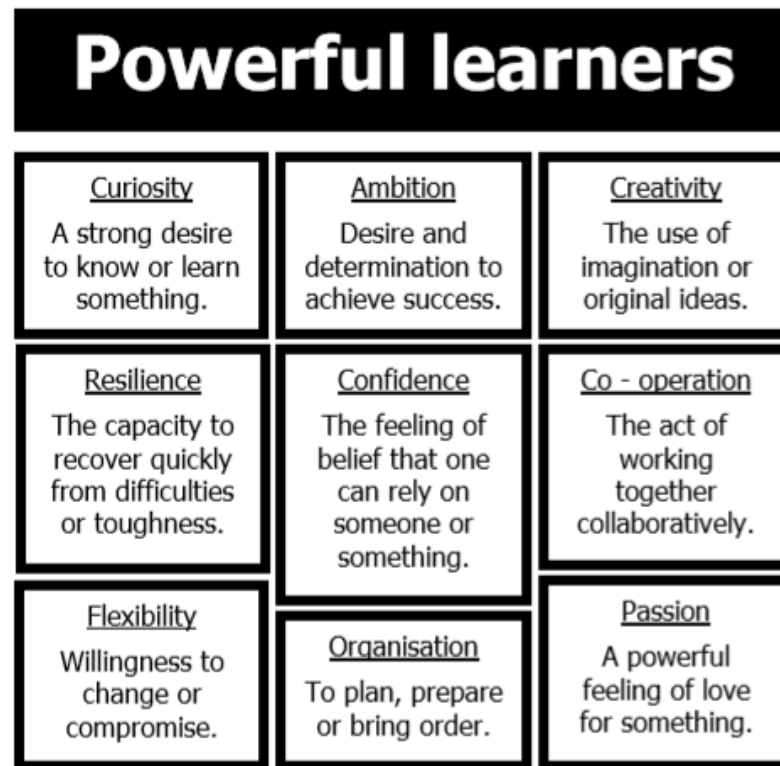 Powerful learners
Curiosity
A strong desire
to know or learn
something.
Ambition
Desire and
determination to
achieve success.
Creativity
The use of
imagination or
original ideas.
Resilience
The capacity to
recover quickly
from difficulties
or toughness.
Confidence
The feeling of
belief that one
can rely on
someone or
something.
Co - operation
The act of
working
together
collaboratively.
Flexibility
Willingness to
change or
compromise.
Organisation
To plan, prepare
or bring order.
Passion
A powerful
feeling of love
for something.